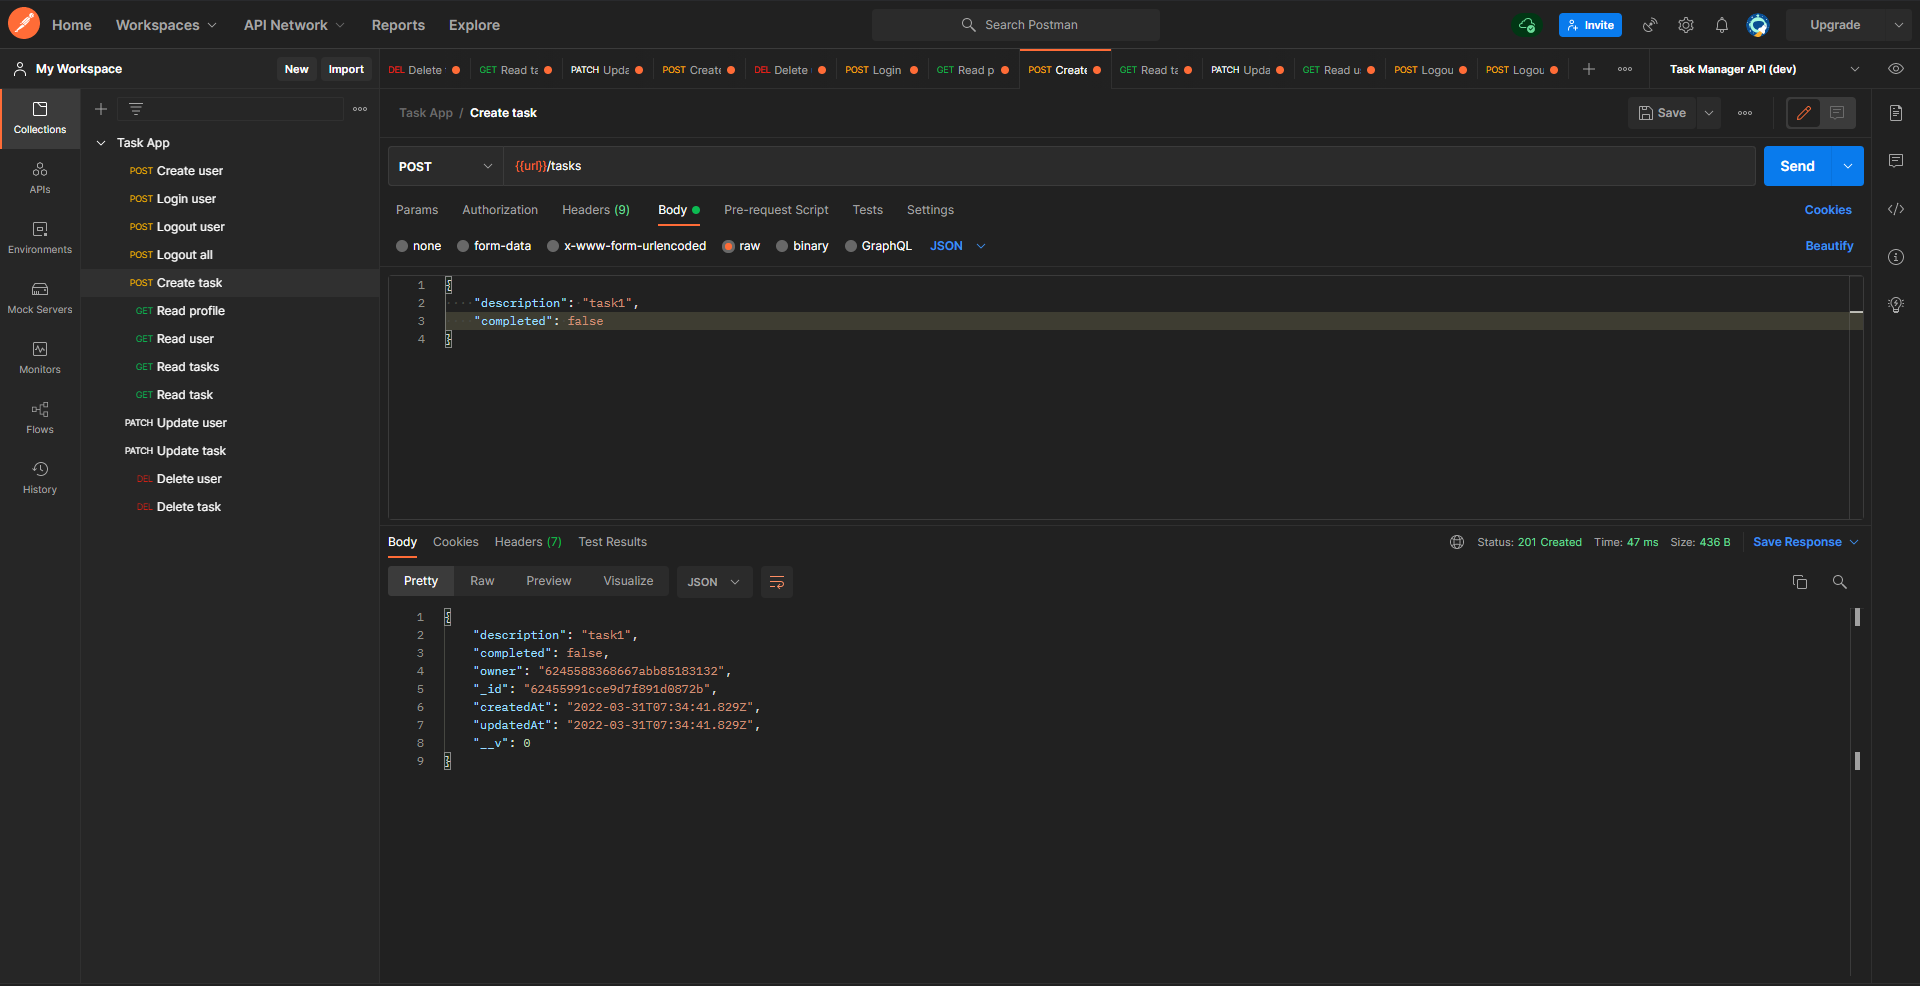 Home Workspaces API Network Reports Explore Search Postman Invite Upgrade
My Workspace New Import DEL Delete GET Read ta PATCH Upda POST Create DEL Delete POST Login GET Read p POST Create GET Read ta PATCH Upda GET Read u POST Logou POST Logou Task Manager API (dev)
Collections
APIs
Environments
Mock Servers
Monitors
Flows
History
Task App
POST Create user
POST Login user
POST Logout user
POST Logout all
POST Create task
GET Read profile
GET Read user
GET Read tasks
GET Read task
PATCH Update user
PATCH Update task
DEL Delete user
DEL Delete task
Task App / Create task Save
POST {{url}}/tasks Send
Params Authorization Headers (9) Body Pre-request Script Tests Settings Cookies
none form-data x-www-form-urlencoded raw binary GraphQL JSON Beautify
1 {
2 "description": "task1",
3 "completed": false
4 }
Body Cookies Headers (7) Test Results Status: 201 Created Time: 47 ms Size: 436 B Save Response
Pretty Raw Preview Visualize JSON
1 {
2 "description": "task1",
3 "completed": false,
4 "owner": "6245588368667abb85183132",
5 "_id": "62455991cce9d7f891d0872b",
6 "createdAt": "2022-03-31T07:34:41.829Z",
7 "updatedAt": "2022-03-31T07:34:41.829Z",
8 "__v": 0
9 }